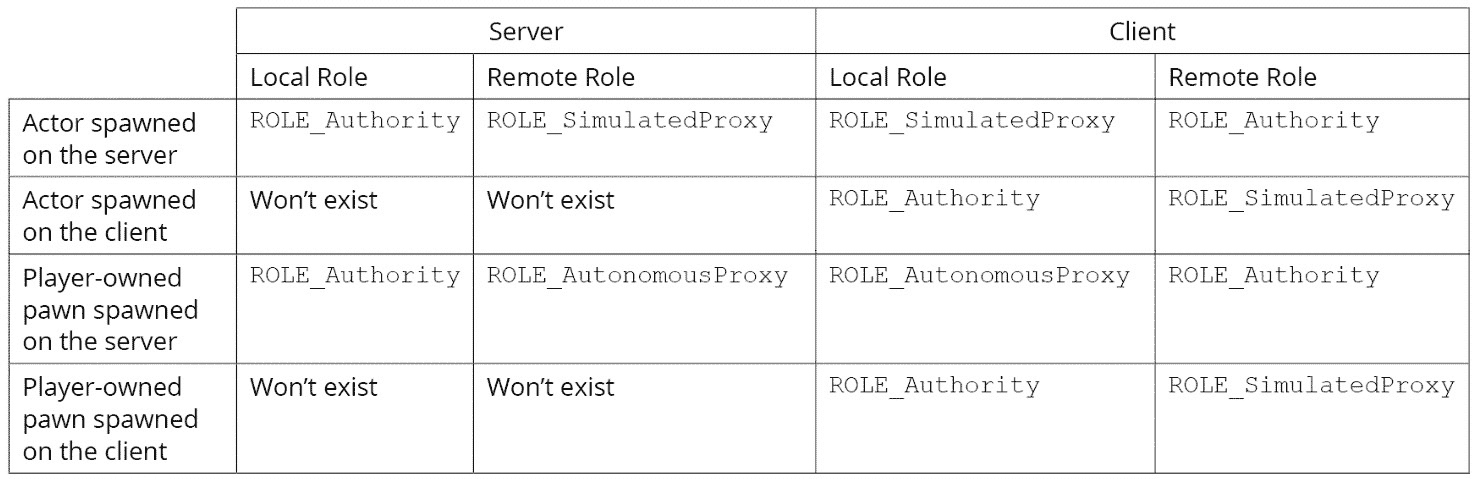 Server Client
Local Role Remote Role Local Role Remote Role
Actor spawned ROLE_Authority ROLE_SimulatedProxy ROLE_SimulatedProxy ROLE_Authority
on the server
Actor spawned Won’t exist Won’t exist ROLE_Authority ROLE_SimulatedProxy
on the client
Player-owned ROLE_Authority ROLE_AutonomousProxy ROLE_AutonomousProxy ROLE_Authority
pawn spawned
on the server
Player-owned Won’t exist Won’t exist ROLE_Authority ROLE_SimulatedProxy
pawn spawned
on the client